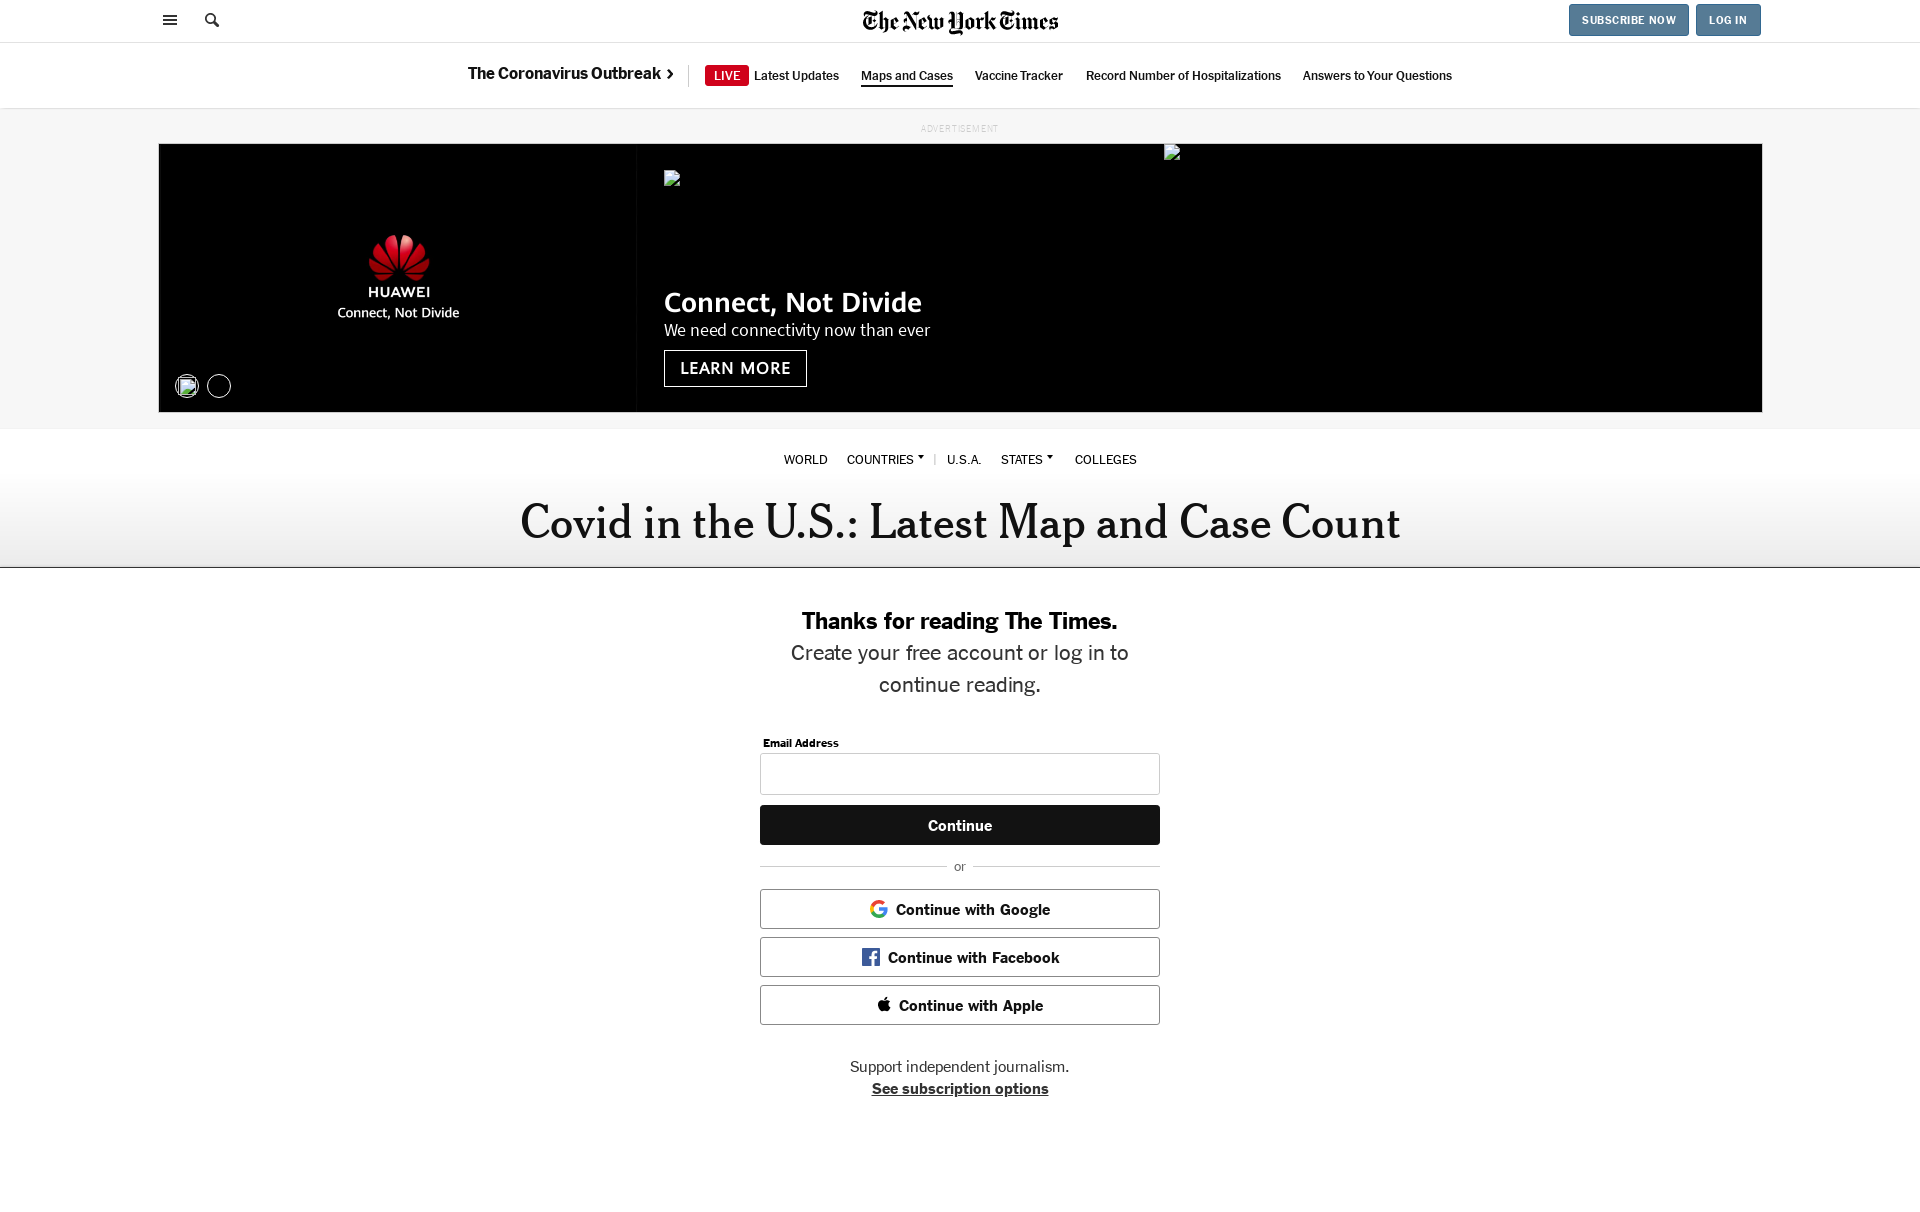 The New York Times
SUBSCRIBE NOW
LOG IN
The Coronavirus Outbreak
LIVE Latest Updates
Maps and Cases
Vaccine Tracker
Record Number of Hospitalizations
Answers to Your Questions
ADVERTISEMENT
HUAWEI
Connect, Not Divide
Connect, Not Divide
We need connectivity now than ever
LEARN MORE
WORLD COUNTRIES | U.S.A. STATES COLLEGES
Covid in the U.S.: Latest Map and Case Count
Thanks for reading The Times.
Create your free account or log in to
continue reading.
Email Address
Continue
or
Continue with Google
Continue with Facebook
Continue with Apple
Support independent journalism.
See subscription options